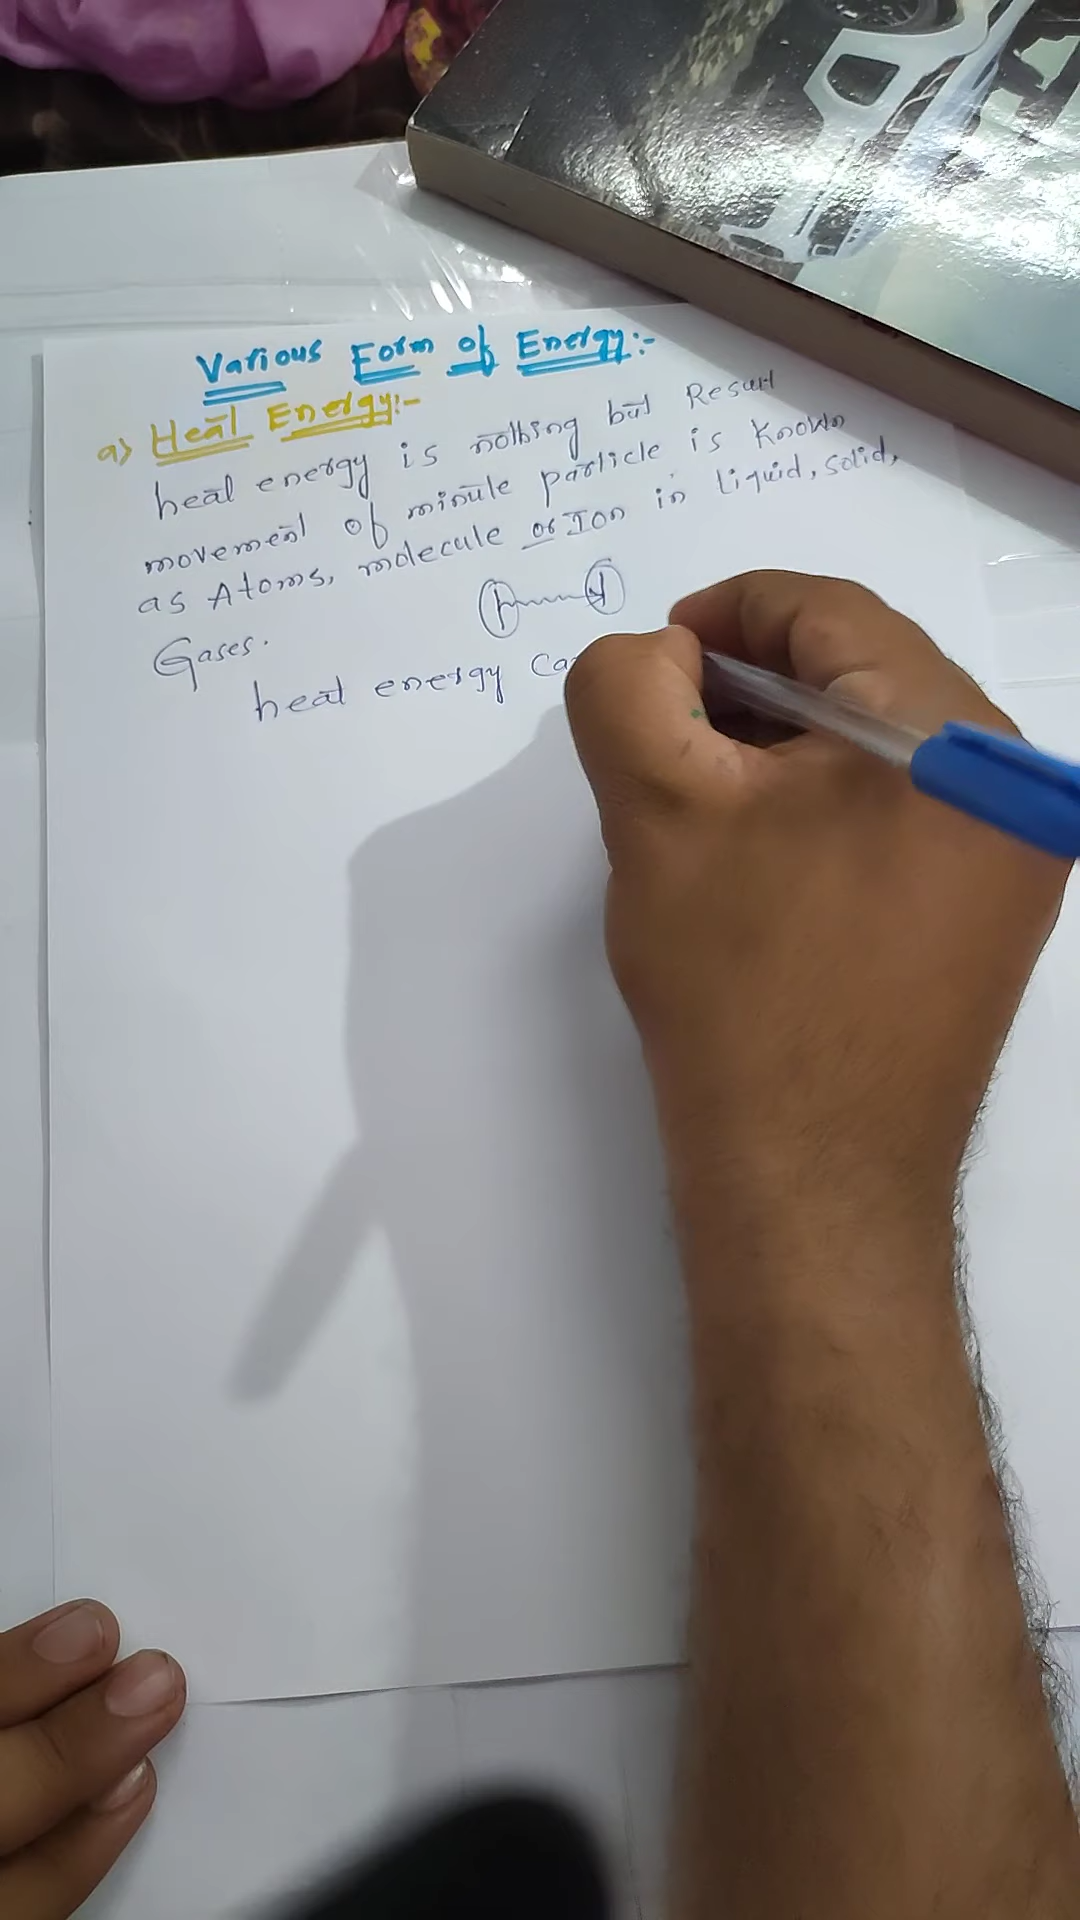 Various Form of Energy:-
a) Heat Energy:-
heat energy is nothing but Result
movement of minute particle is known
as Atoms, molecule or Ion in liquid, solid,
Gases.
heat energy ca